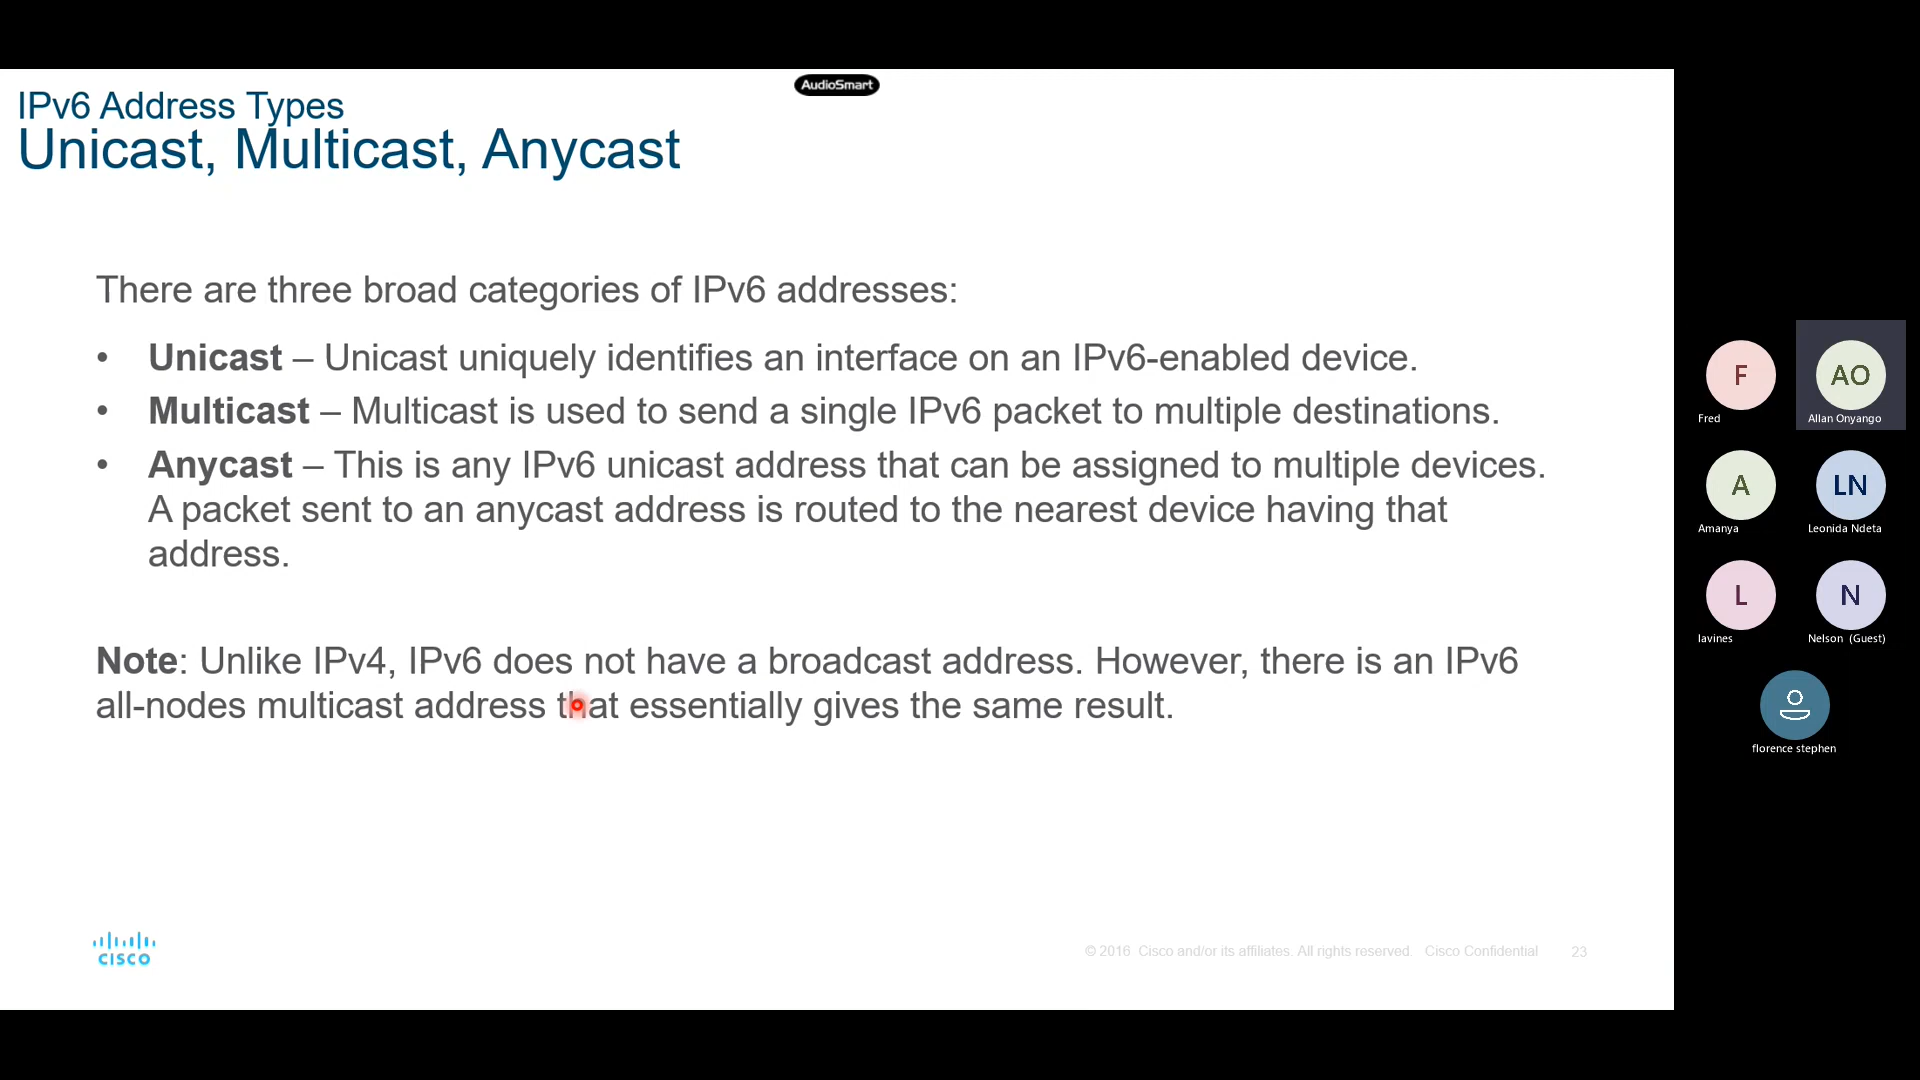 AudioSmart
IPv6 Address Types
Unicast, Multicast, Anycast
There are three broad categories of IPv6 addresses:
• Unicast – Unicast uniquely identifies an interface on an IPv6-enabled device.
• Multicast – Multicast is used to send a single IPv6 packet to multiple destinations.
• Anycast – This is any IPv6 unicast address that can be assigned to multiple devices.
A packet sent to an anycast address is routed to the nearest device having that
address.
Note: Unlike IPv4, IPv6 does not have a broadcast address. However, there is an IPv6
all-nodes multicast address that essentially gives the same result.
CISCO
© 2016 Cisco and/or its affiliates. All rights reserved. Cisco Confidential 23
F
Fred
AO
Allan Onyango
A
Amanya
LN
Leonida Ndeta
L
lavines
N
Nelson (Guest)
florence stephen